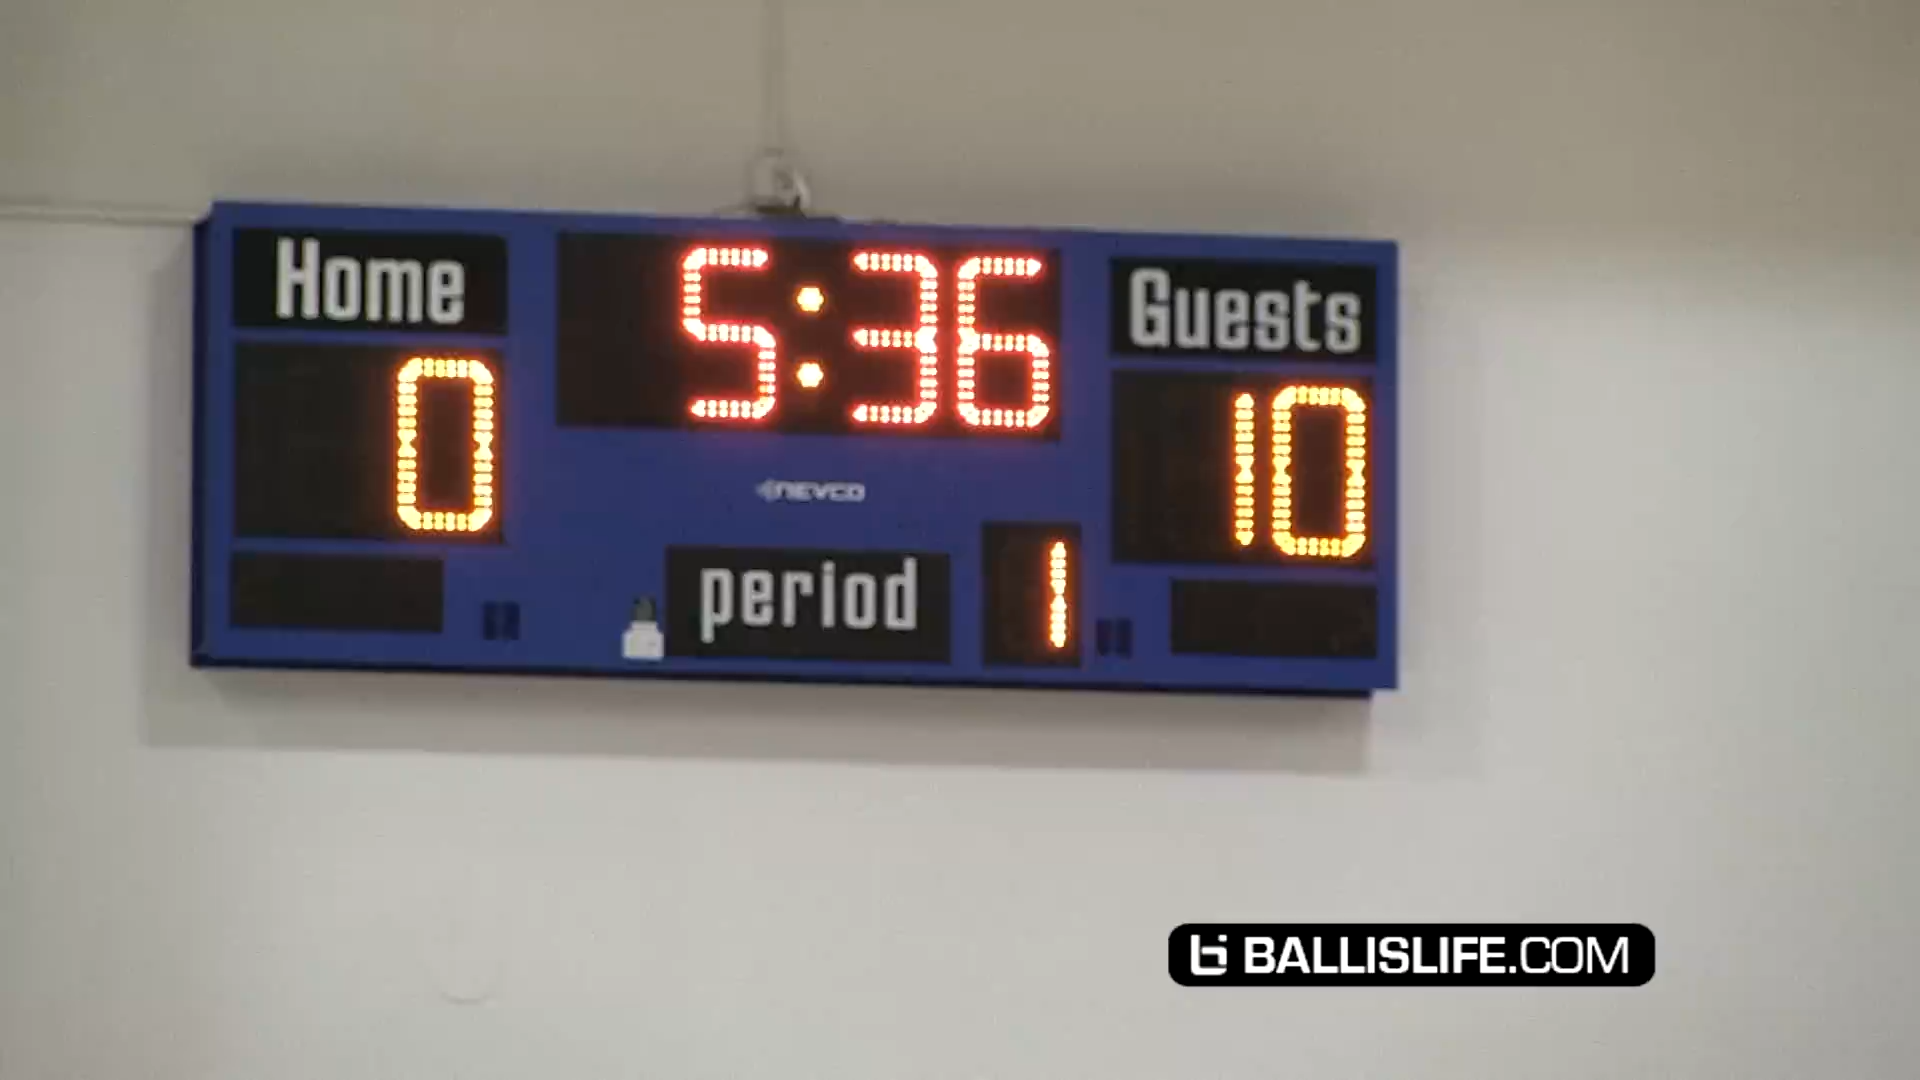 Home
5:36
Guests
0
10
NEVCO
period
1
BALLISLIFE.COM